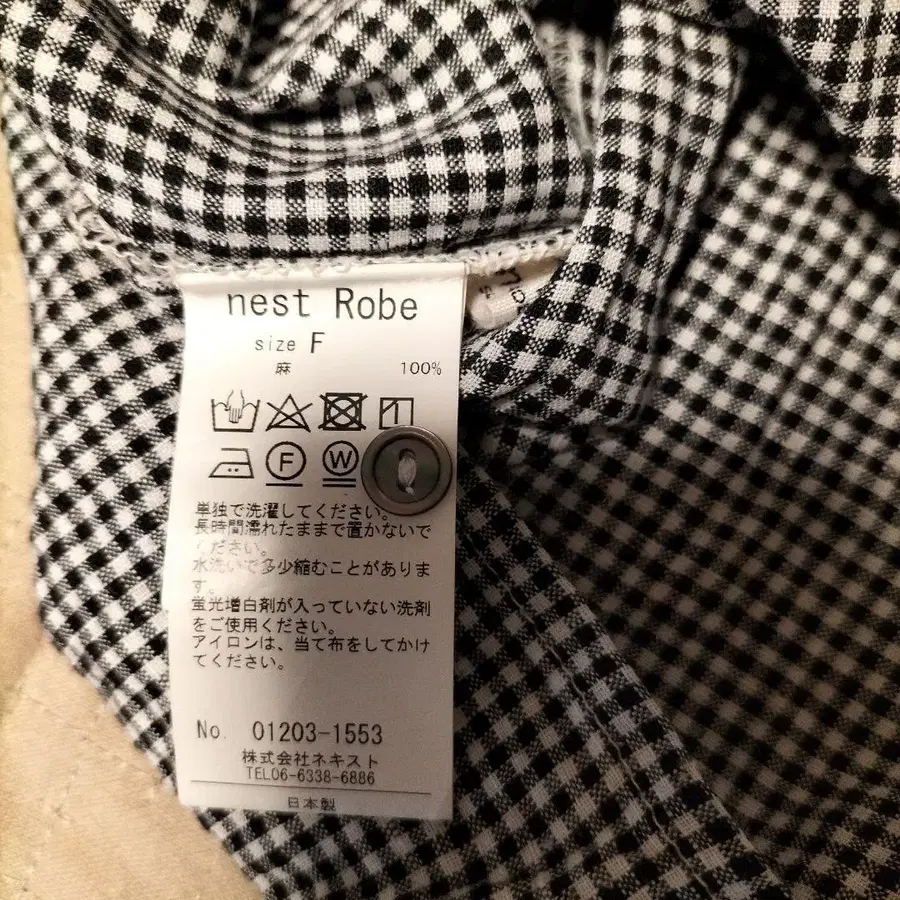 nest Robe
size F
麻 100%
F W
単独で洗濯してください。
長時間濡れたままで置かないで
ください。
水洗いで多少縮むことがありま
す。
蛍光増白剤が入っていない洗剤
をご使用ください。
アイロンは、当て布をしてかけ
てください。
No. 01203-1553
株式会社ネキスト
TEL06-6338-6886
日本製